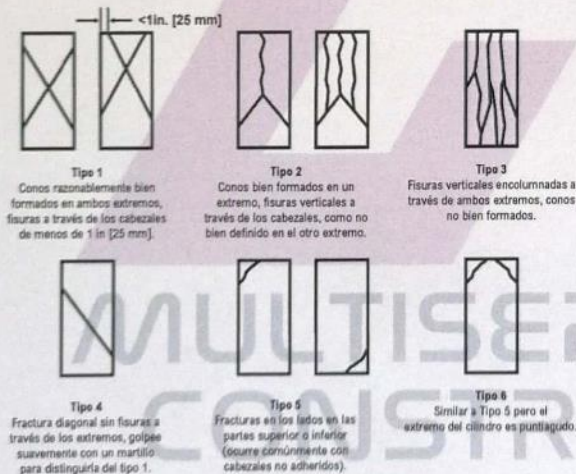 <1in. [25 mm]
Tipo 1
Conos razonablemente bien
formados en ambos extremos,
fisuras a través de los cabezales
de menos de 1 in [25 mm].
Tipo 2
Conos bien formados en un
extremo, fisuras verticales a
través de los cabezales, como no
bien definido en el otro extremo.
Tipo 3
Fisuras verticales encolumnadas a
través de ambos extremos, conos
no bien formados.
Tipo 4
Fractura diagonal sin fisuras a
través de los extremos, golpee
suavemente con un martillo
para distinguirla del tipo 1.
Tipo 5
Fracturas en los lados en las
partes superior o inferior
(ocurre comúnmente con
cabezales no adheridos).
Tipo 6
Similar a Tipo 5 pero el
extremo del cilindro es puntiagudo.
MULTISE
CONSTR